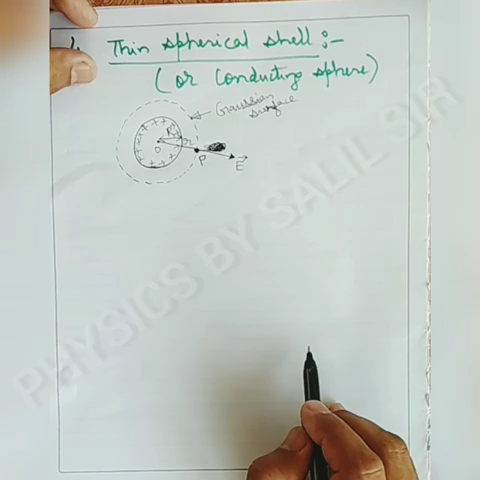 Thin spherical shell :-
(or conducting sphere)
Gaussian
surface
R
r
O
P
E
PHYSICS BY SALIL SIR